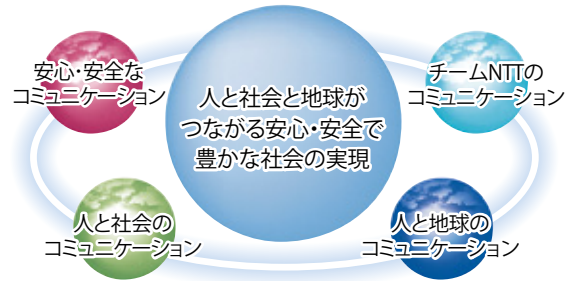 安心・安全な
コミュニケーション
人と社会と地球が
つながる安心・安全で
豊かな社会の実現
チームNTTの
コミュニケーション
人と社会の
コミュニケーション
人と地球の
コミュニケーション